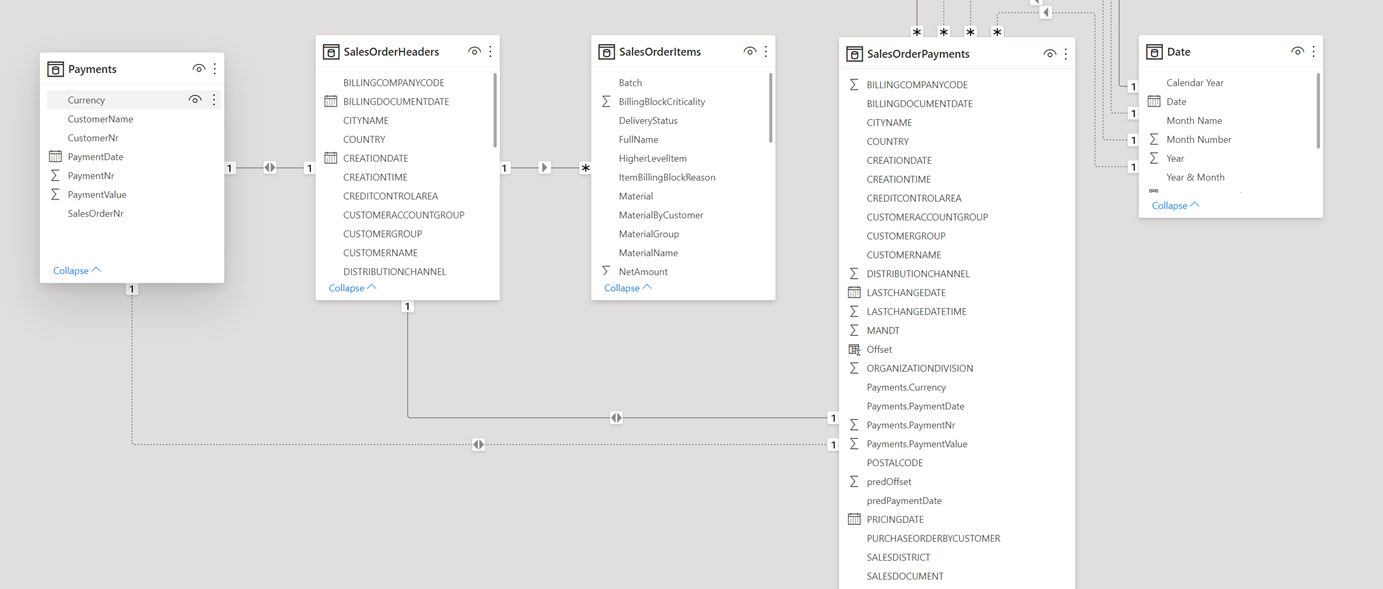 Payments
Currency
CustomerName
CustomerNr
PaymentDate
PaymentNr
PaymentValue
SalesOrderNr
Collapse
1
1
1
SalesOrderHeaders
BILLINGCOMPANYCODE
BILLINGDOCUMENTDATE
CITYNAME
COUNTRY
CREATIONDATE
CREATIONTIME
CREDITCONTROLAREA
CUSTOMERACCOUNTGROUP
CUSTOMERGROUP
CUSTOMERNAME
DISTRIBUTIONCHANNEL
Collapse
1
*
1
SalesOrderItems
Batch
BillingBlockCriticality
DeliveryStatus
FullName
HigherLevelItem
ItemBillingBlockReason
Material
MaterialByCustomer
MaterialGroup
MaterialName
NetAmount
Collapse
* * * *
SalesOrderPayments
BILLINGCOMPANYCODE
BILLINGDOCUMENTDATE
CITYNAME
COUNTRY
CREATIONDATE
CREATIONTIME
CREDITCONTROLAREA
CUSTOMERACCOUNTGROUP
CUSTOMERGROUP
CUSTOMERNAME
DISTRIBUTIONCHANNEL
LASTCHANGEDATE
LASTCHANGEDATETIME
MANDT
Offset
ORGANIZATIONDIVISION
Payments.Currency
Payments.PaymentDate
Payments.PaymentNr
Payments.PaymentValue
POSTALCODE
predOffset
predPaymentDate
PRICINGDATE
PURCHASEORDERBYCUSTOMER
SALESDISTRICT
SALESDOCUMENT
1
1
1
1
1
1
Date
Calendar Year
Date
Month Name
Month Number
Year
Year & Month
Collapse